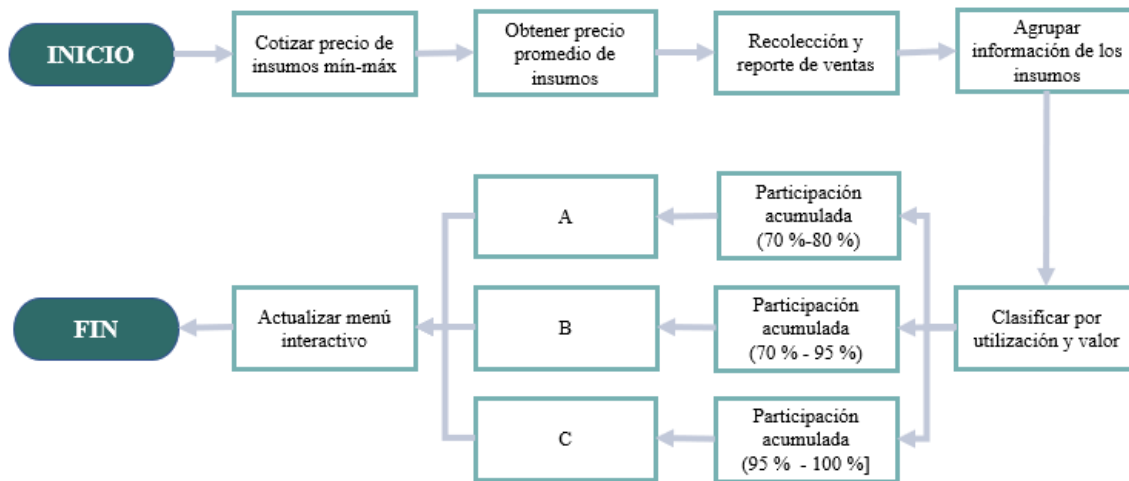 INICIO
Cotizar precio de
insumos mín-máx
Obtener precio
promedio de
insumos
Recolección y
reporte de ventas
Agrupar
información de los
insumos
Clasificar por
utilización y valor
Participación
acumulada
(70 %-80 %)
A
Participación
acumulada
(70 % - 95 %)
B
Participación
acumulada
(95 %  - 100 %]
C
Actualizar menú
interactivo
FIN